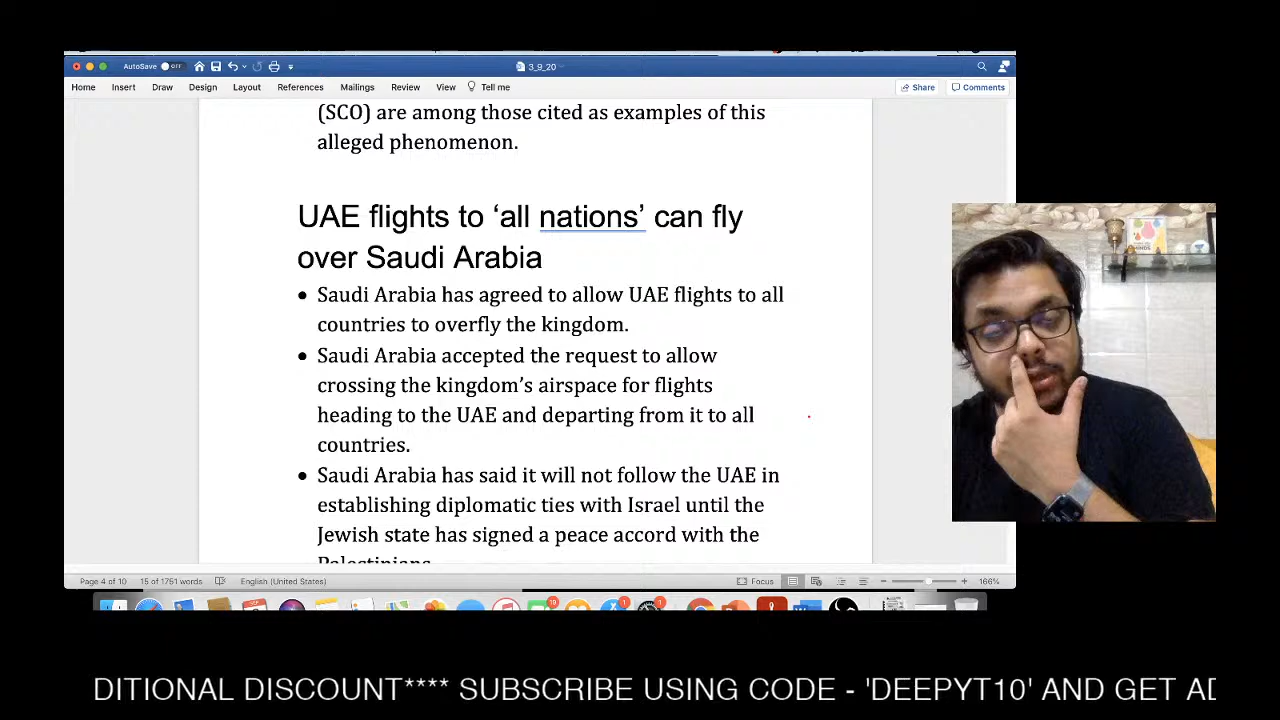 AutoSave OFF 3_9_20
Home Insert Draw Design Layout References Mailings Review View Tell me Share Comments
(SCO) are among those cited as examples of this
alleged phenomenon.
UAE flights to ‘all nations’ can fly
over Saudi Arabia
• Saudi Arabia has agreed to allow UAE flights to all
countries to overfly the kingdom.
• Saudi Arabia accepted the request to allow
crossing the kingdom’s airspace for flights
heading to the UAE and departing from it to all
countries.
• Saudi Arabia has said it will not follow the UAE in
establishing diplomatic ties with Israel until the
Jewish state has signed a peace accord with the
Palestinians.
Page 4 of 10 15 of 1751 words English (United States) Focus 166%
DITIONAL DISCOUNT**** SUBSCRIBE USING CODE - 'DEEPYT10' AND GET AD